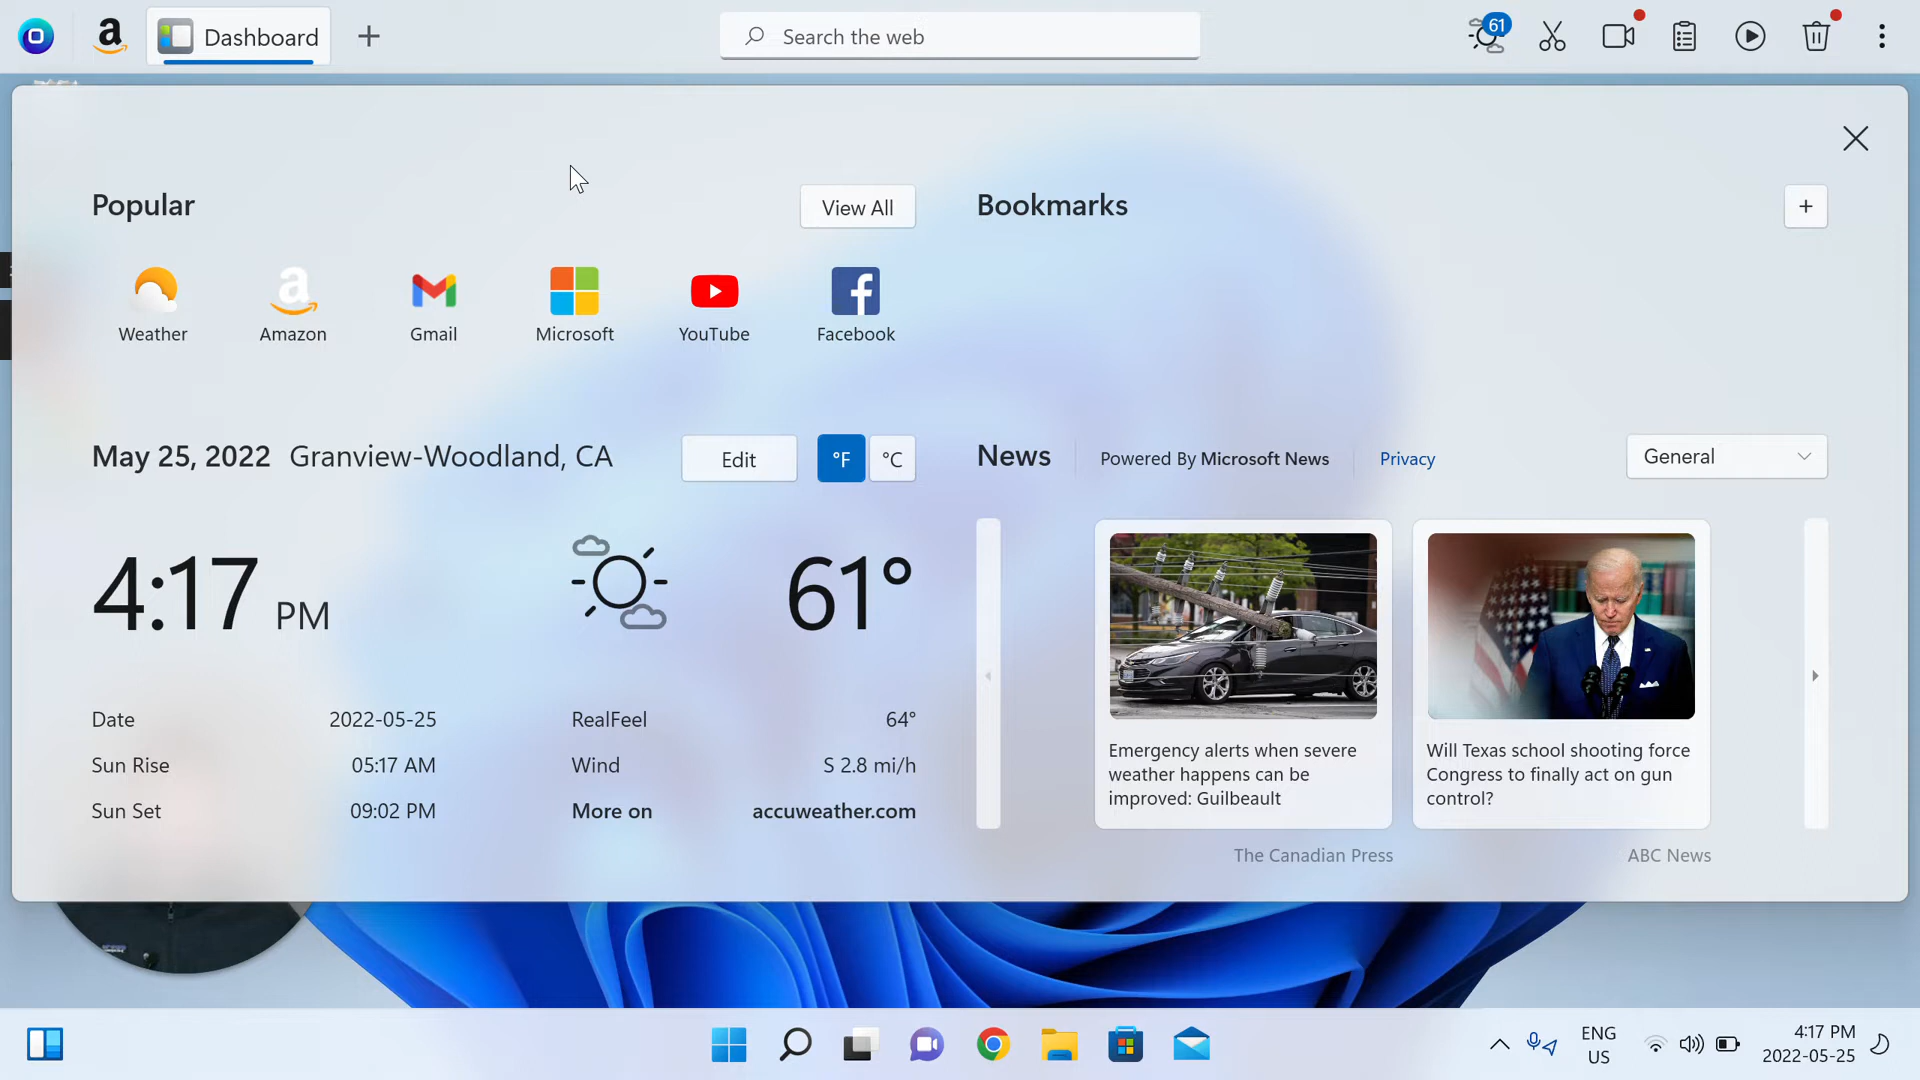 Dashboard
Search the web
61
Popular
View All
Bookmarks
Weather
Amazon
Gmail
Microsoft
YouTube
Facebook
May 25, 2022 Granview-Woodland, CA
Edit
°F
°C
News
Powered By Microsoft News
Privacy
General
4:17 PM
61°
Date 2022-05-25
Sun Rise 05:17 AM
Sun Set 09:02 PM
RealFeel 64°
Wind S 2.8 mi/h
More on accuweather.com
Emergency alerts when severe
weather happens can be
improved: Guilbeault
The Canadian Press
Will Texas school shooting force
Congress to finally act on gun
control?
ABC News
ENG
US
4:17 PM
2022-05-25